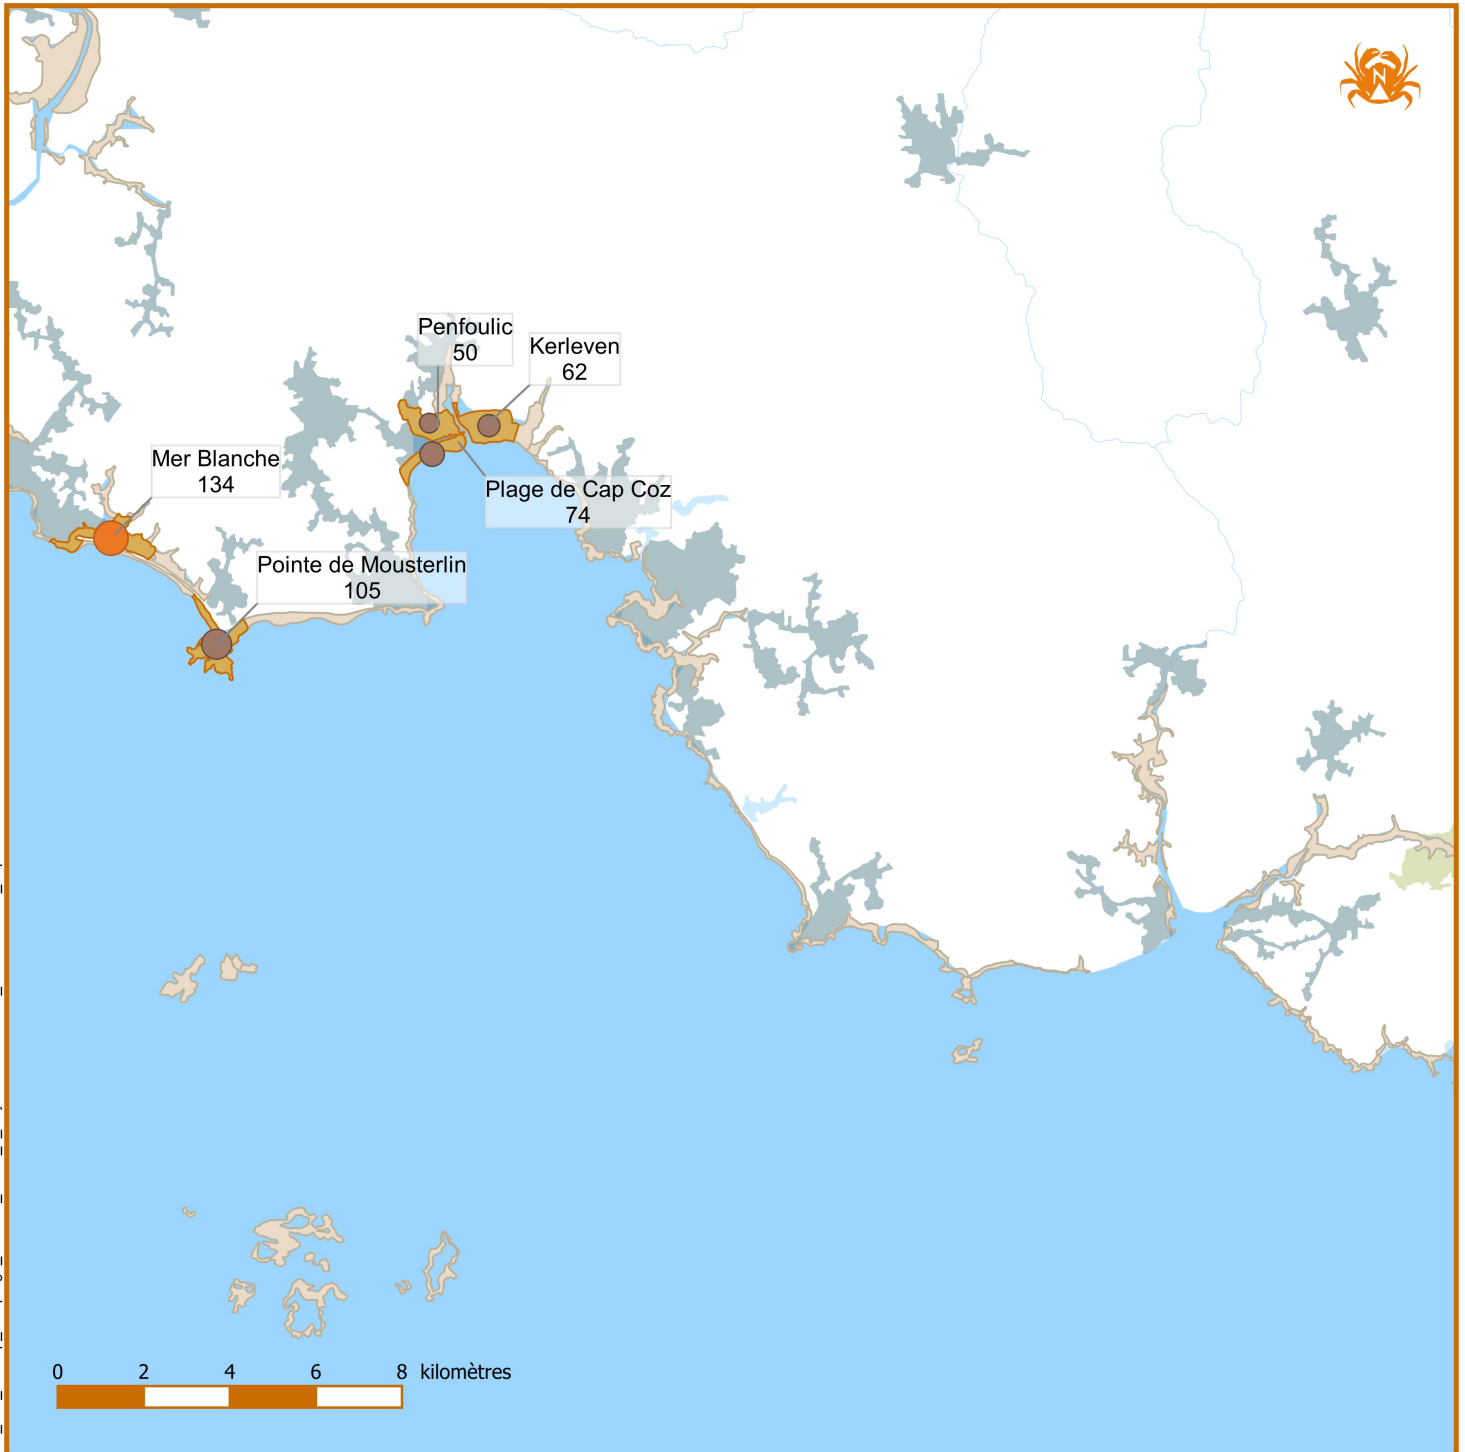 N
Penfoulic
50
Kerleven
62
Mer Blanche
134
Plage de Cap Coz
74
Pointe de Mousterlin
105
0 2 4 6 8 kilomètres